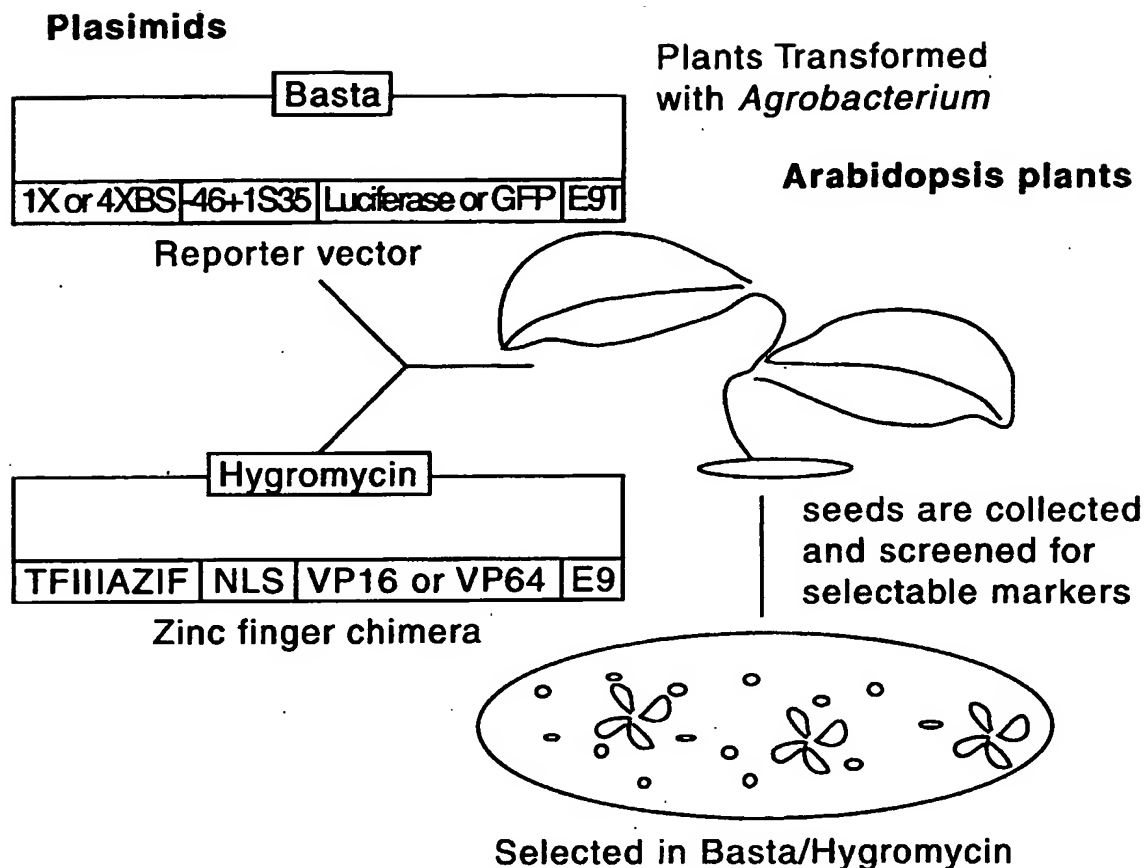 Plasimids
Plants Transformed
with Agrobacterium
Basta
Arabidopsis plants
1X or 4XBS -46+1S35 Luciferase or GFP E9T
Reporter vector
Hygromycin
TFIIIAZIF NLS VP16 or VP64 E9
Zinc finger chimera
seeds are collected
and screened for
selectable markers
Selected in Basta/Hygromycin